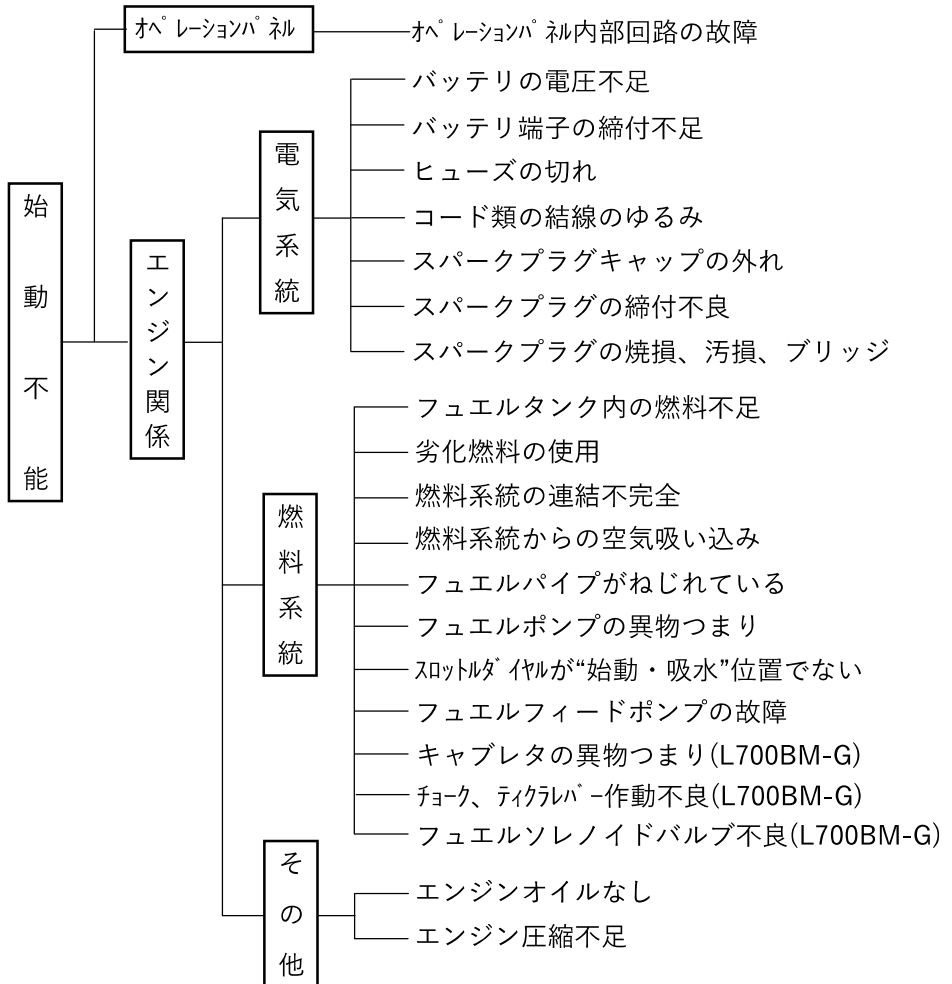 始動不能
オペレーションパネル
オペレーションパネル内部回路の故障
エンジン関係
電気系統
バッテリの電圧不足
バッテリ端子の締付不足
ヒューズの切れ
コード類の結線のゆるみ
スパークプラグキャップの外れ
スパークプラグの締付不良
スパークプラグの焼損、汚損、ブリッジ
燃料系統
フュエルタンク内の燃料不足
劣化燃料の使用
燃料系統の連結不完全
燃料系統からの空気吸い込み
フュエルパイプがねじれている
フュエルポンプの異物つまり
スロットルダイヤルが“始動・吸水”位置でない
フュエルフィードポンプの故障
キャブレタの異物つまり(L700BM-G)
チョーク、ティクラレバー作動不良(L700BM-G)
フュエルソレノイドバルブ不良(L700BM-G)
その他
エンジンオイルなし
エンジン圧縮不足